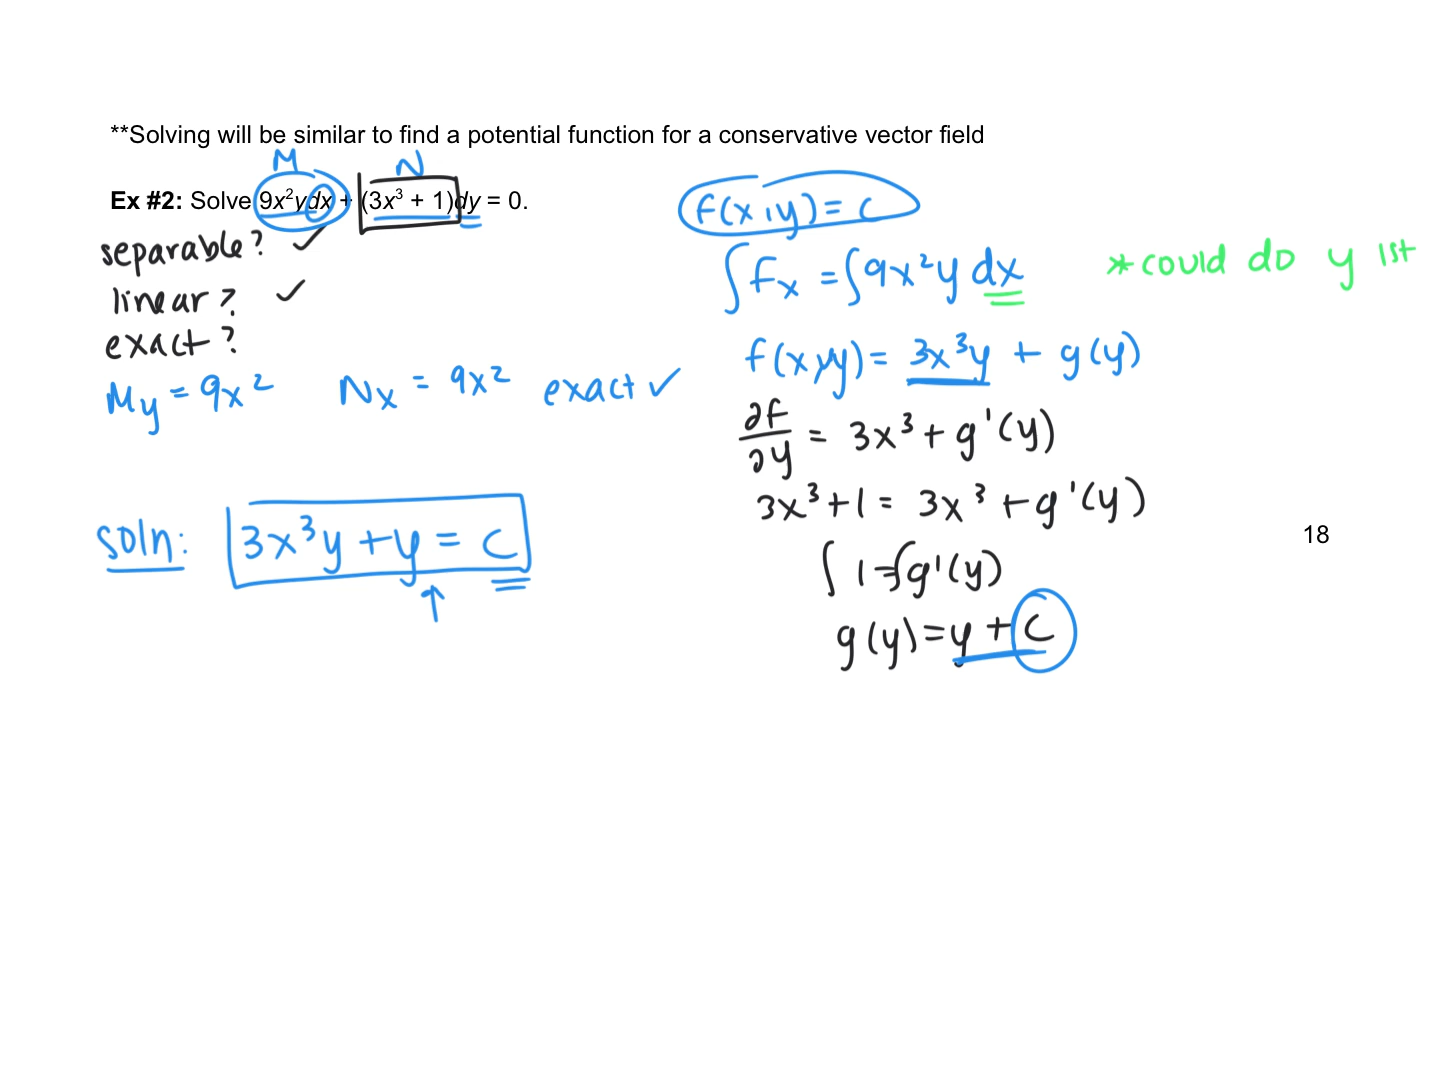 **Solving will be similar to find a potential function for a conservative vector field
M N
Ex #2: Solve 9x²ydx + (3x³ + 1)dy = 0.
separable? ✓
linear? ✓
exact?
My = 9x² Nx = 9x² exact ✓
soln: 3x³y + y = c
↑
f(x,y) = c
∫fx = ∫9x²y dx
*could do y 1st
f(x,y) = 3x³y + g(y)
∂f/∂y = 3x³ + g'(y)
3x³+1 = 3x³ + g'(y)
∫1 = ∫g'(y)
g(y) = y + c
18